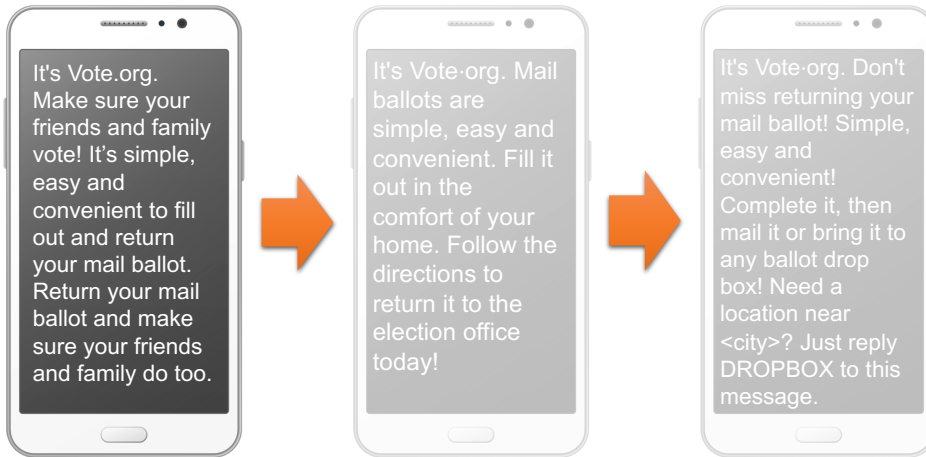 It's Vote.org.
Make sure your
friends and family
vote! It’s simple,
easy and
convenient to fill
out and return
your mail ballot.
Return your mail
ballot and make
sure your friends
and family do too.
It's Vote·org. Mail
ballots are
simple, easy and
convenient. Fill it
out in the
comfort of your
home. Follow the
directions to
return it to the
election office
today!
It's Vote·org. Don't
miss returning your
mail ballot! Simple,
easy and
convenient!
Complete it, then
mail it or bring it to
any ballot drop
box! Need a
location near
<city>? Just reply
DROPBOX to this
message.